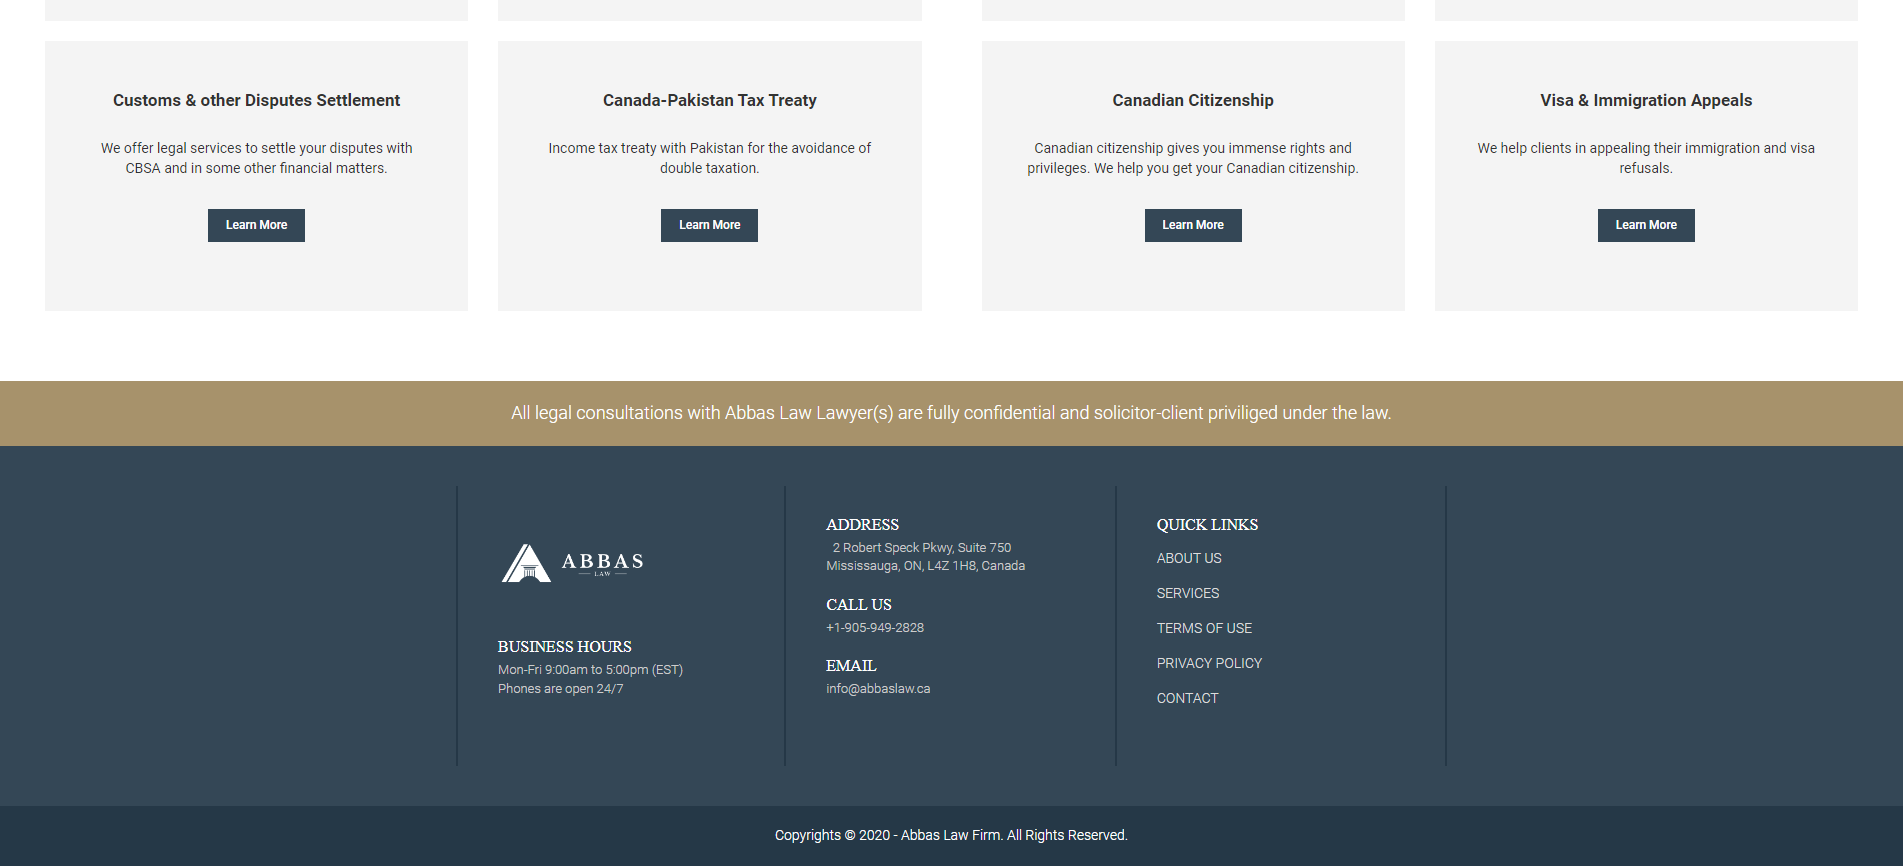 Customs & other Disputes Settlement
We offer legal services to settle your disputes with
CBSA and in some other financial matters.
Learn More
Canada-Pakistan Tax Treaty
Income tax treaty with Pakistan for the avoidance of
double taxation.
Learn More
Canadian Citizenship
Canadian citizenship gives you immense rights and
privileges. We help you get your Canadian citizenship.
Learn More
Visa & Immigration Appeals
We help clients in appealing their immigration and visa
refusals.
Learn More
All legal consultations with Abbas Law Lawyer(s) are fully confidential and solicitor-client priviliged under the law.
ABBAS
LAW
BUSINESS HOURS
Mon-Fri 9:00am to 5:00pm (EST)
Phones are open 24/7
ADDRESS
2 Robert Speck Pkwy, Suite 750
Mississauga, ON, L4Z 1H8, Canada
CALL US
+1-905-949-2828
EMAIL
info@abbaslaw.ca
QUICK LINKS
ABOUT US
SERVICES
TERMS OF USE
PRIVACY POLICY
CONTACT
Copyrights © 2020 - Abbas Law Firm. All Rights Reserved.